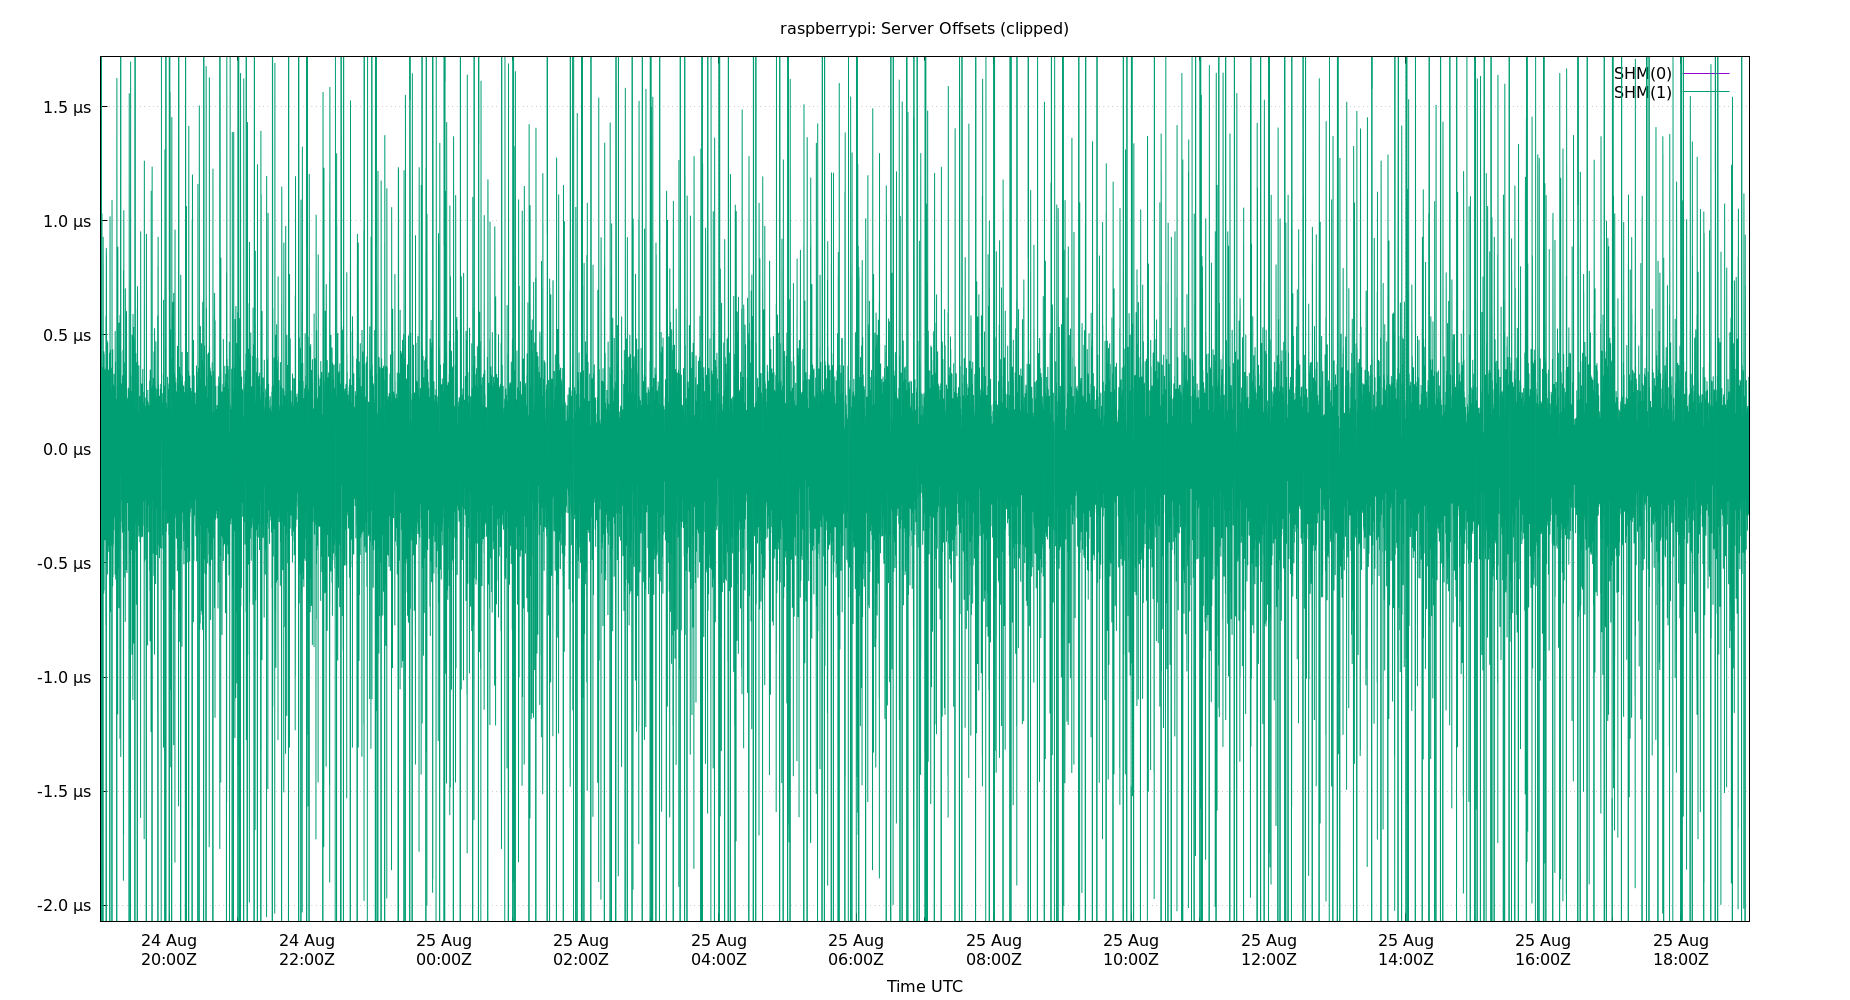 raspberrypi: Server Offsets (clipped)
SHM(0)
SHM(1)
1.5 µs
1.0 µs
0.5 µs
0.0 µs
-0.5 µs
-1.0 µs
-1.5 µs
-2.0 µs
24 Aug 24 Aug 25 Aug 25 Aug 25 Aug 25 Aug 25 Aug 25 Aug 25 Aug 25 Aug 25 Aug 25 Aug
20:00Z 22:00Z 00:00Z 02:00Z 04:00Z 06:00Z 08:00Z 10:00Z 12:00Z 14:00Z 16:00Z 18:00Z
Time UTC